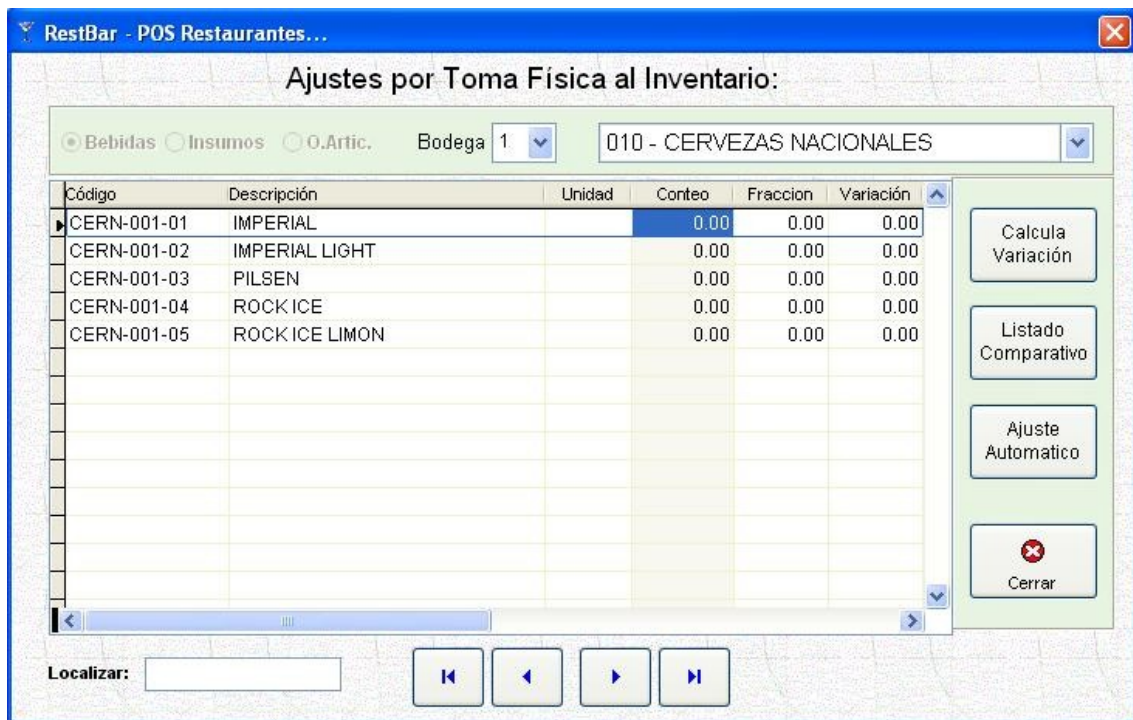 RestBar - POS Restaurantes...
Ajustes por Toma Física al Inventario:
Bebidas Insumos O.Artic. Bodega 1 010 - CERVEZAS NACIONALES
Código Descripción Unidad Conteo Fraccion Variación
CERN-001-01 IMPERIAL 0.00 0.00 0.00
CERN-001-02 IMPERIAL LIGHT 0.00 0.00 0.00
CERN-001-03 PILSEN 0.00 0.00 0.00
CERN-001-04 ROCK ICE 0.00 0.00 0.00
CERN-001-05 ROCK ICE LIMON 0.00 0.00 0.00
Calcula
Variación
Listado
Comparativo
Ajuste
Automatico
Cerrar
Localizar: